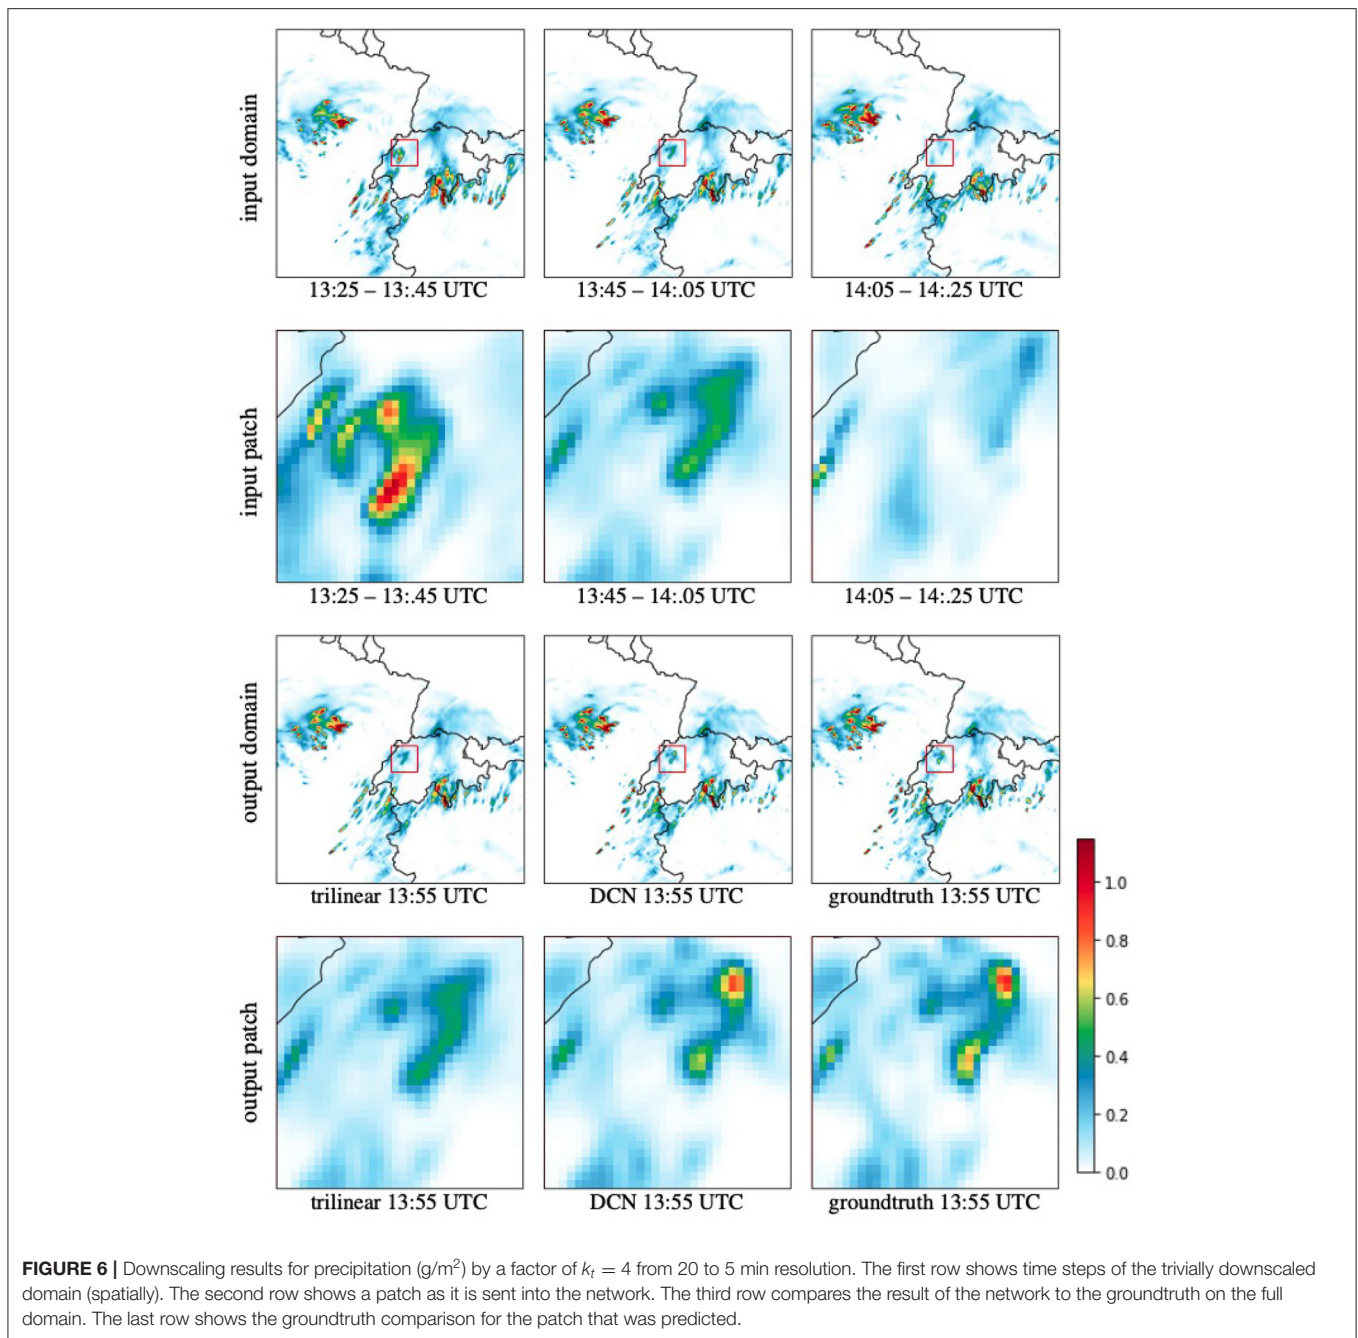 input domain
13:25 – 13:.45 UTC
13:45 – 14:.05 UTC
14:05 – 14:.25 UTC
input patch
13:25 – 13:.45 UTC
13:45 – 14:.05 UTC
14:05 – 14:.25 UTC
output domain
trilinear 13:55 UTC
DCN 13:55 UTC
groundtruth 13:55 UTC
output patch
trilinear 13:55 UTC
DCN 13:55 UTC
groundtruth 13:55 UTC
1.0
0.8
0.6
0.4
0.2
0.0
FIGURE 6 | Downscaling results for precipitation (g/m²) by a factor of kₜ = 4 from 20 to 5 min resolution. The first row shows time steps of the trivially downscaled
domain (spatially). The second row shows a patch as it is sent into the network. The third row compares the result of the network to the groundtruth on the full
domain. The last row shows the groundtruth comparison for the patch that was predicted.